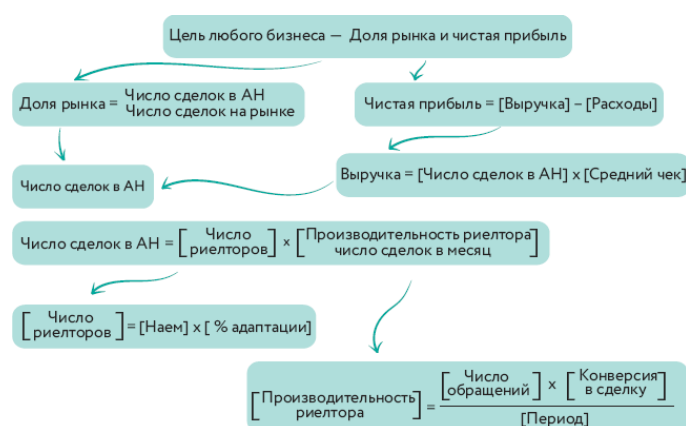 Цель любого бизнеса — Доля рынка и чистая прибыль
Доля рынка = Число сделок в АН
Число сделок на рынке
Чистая прибыль = [Выручка] – [Расходы]
Число сделок в АН
Выручка = [Число сделок в АН] x [Средний чек]
Число сделок в АН = [Число риелторов] x [Производительность риелтора число сделок в месяц]
[Число риелторов] = [Наем] x [ % адаптации]
[Производительность риелтора] = [Число обращений] x [Конверсия в сделку]
[Период]